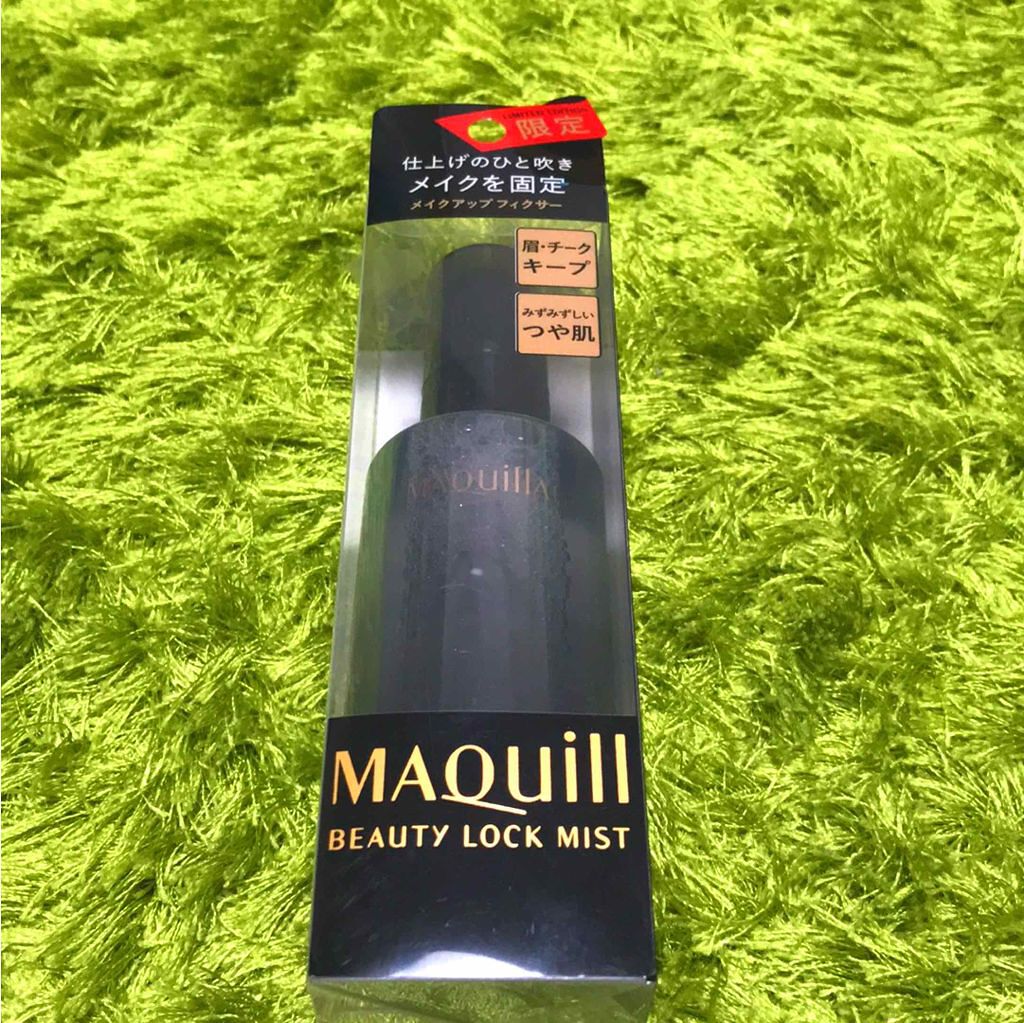 LIMITED EDITION
限定
仕上げのひと吹き
メイクを固定
メイクアップ フィクサー
眉・チーク
キープ
みずみずしい
つや肌
MAQuillA
MAQuill
BEAUTY LOCK MIST